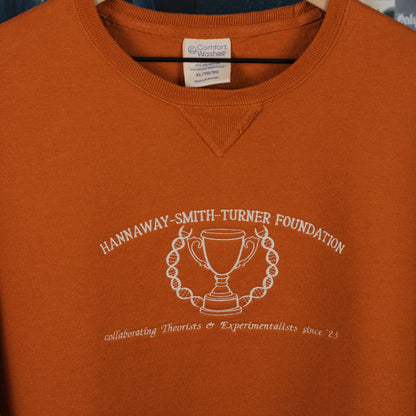 Comfort
Wash
HANNAWAY-SMITH-TURNER FOUNDATION
collaborating Theorists & Experimentalists since '23